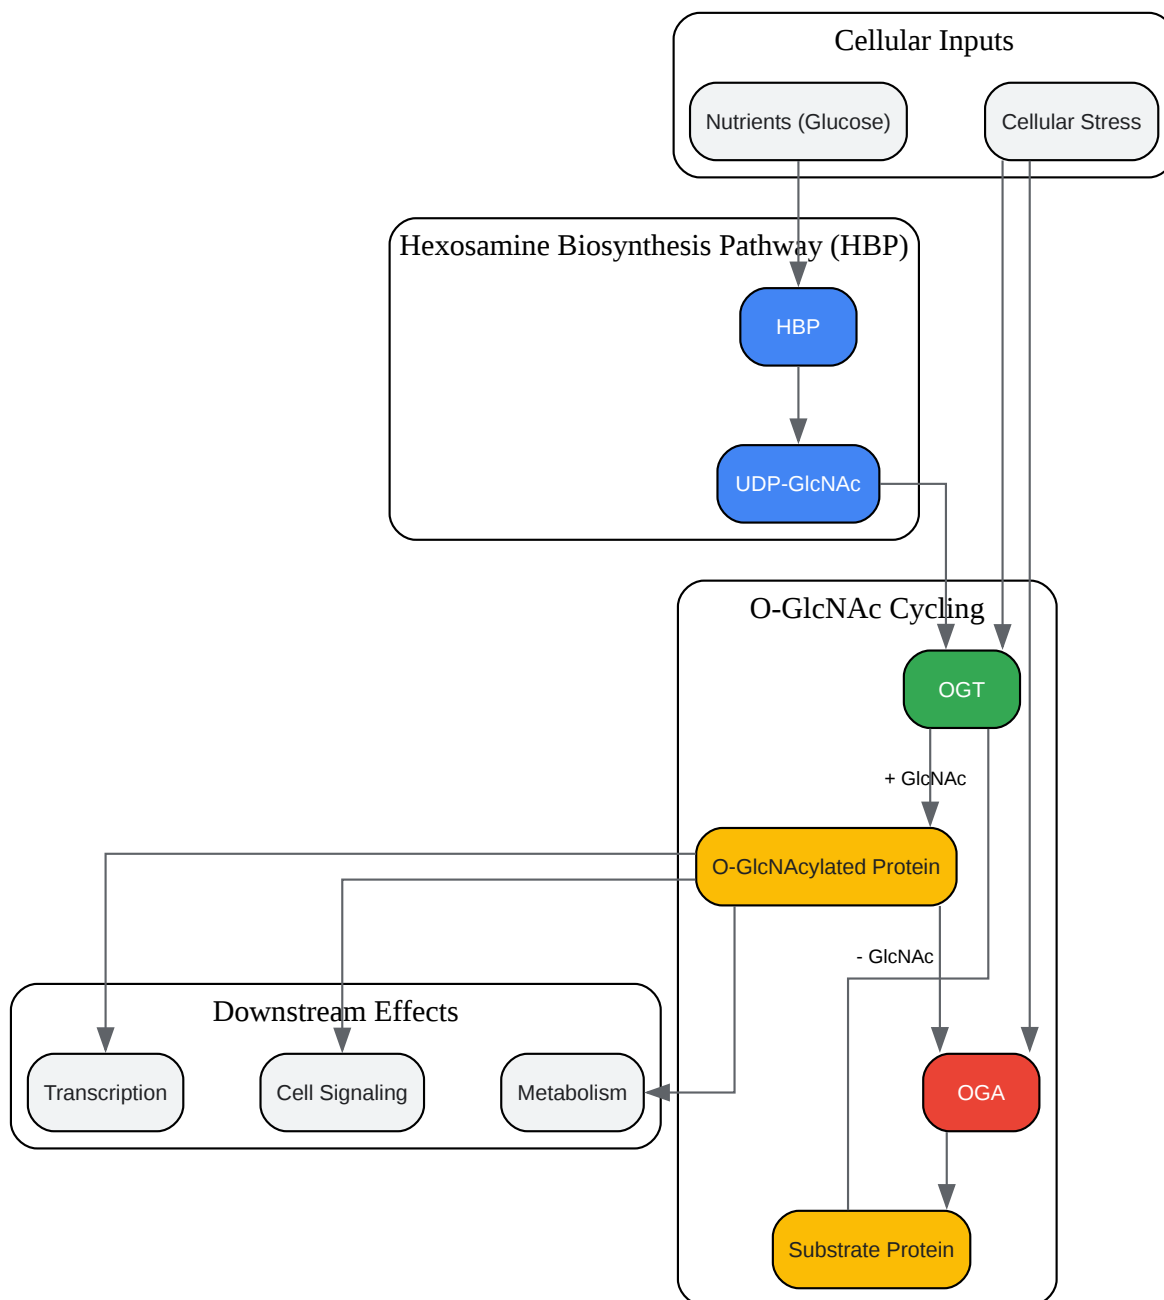 Cellular Inputs
Nutrients (Glucose)
Cellular Stress
Hexosamine Biosynthesis Pathway (HBP)
HBP
UDP-GlcNAc
O-GlcNAc Cycling
OGT
+ GlcNAc
O-GlcNAcylated Protein
- GlcNAc
Downstream Effects
Transcription
Cell Signaling
Metabolism
OGA
Substrate Protein